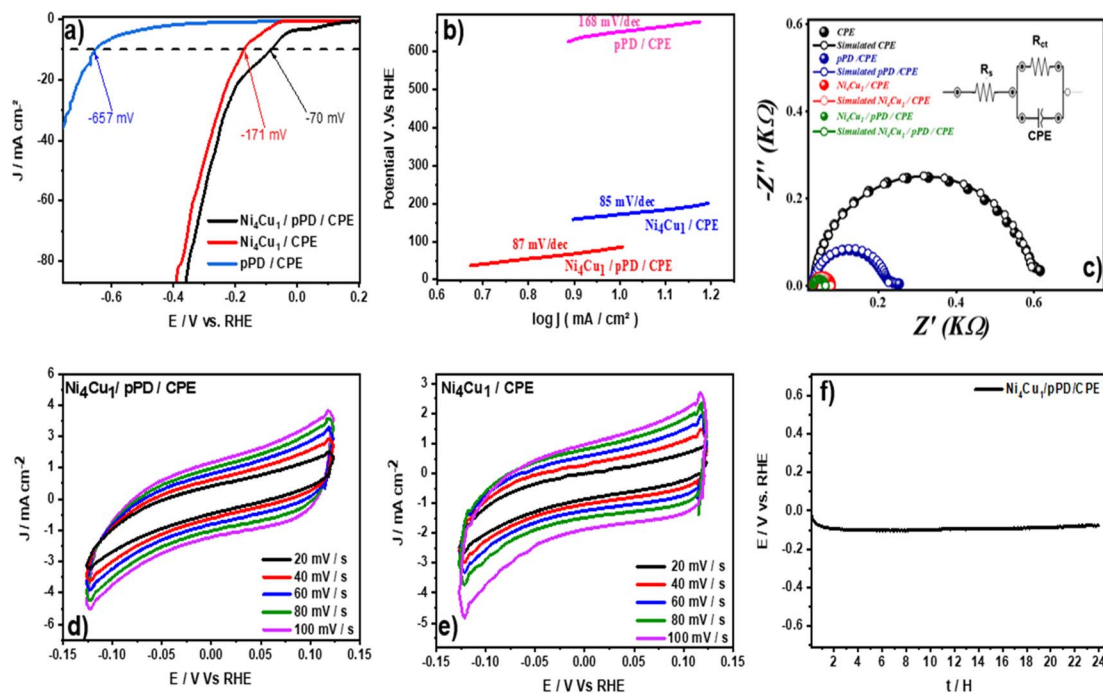 a)
J / mA cm⁻²
0
-20
-40
-60
-80
-657 mV
-171 mV
-70 mV
Ni₄Cu₁ / pPD / CPE
Ni₄Cu₁ / CPE
pPD / CPE
-0.6
-0.4
-0.2
0.0
0.2
E / V vs. RHE
b)
Potential V .Vs RHE
600
500
400
300
200
100
0
168 mV/dec
pPD / CPE
85 mV/dec
Ni₄Cu₁ / CPE
87 mV/dec
Ni₄Cu₁ / pPD / CPE
0.6
0.7
0.8
0.9
1.0
1.1
1.2
1.3
log J ( mA / cm² )
-Z'' (KΩ)
-0.6
0.4
0.2
0.0
CPE
Simulated CPE
pPD /CPE
Simulated pPD /CPE
Ni₄Cu₁ / CPE
Simulated Ni₄Cu₁ / CPE
Ni₄Cu₁ / pPD / CPE
Simulated Ni₄Cu₁ / pPD / CPE
Rₛ
R꜀ₜ
CPE
c)
0.2
0.4
0.6
0.8
Z' (KΩ)
Ni₄Cu₁/ pPD / CPE
J / mA cm⁻²
6
5
3
2
0
-2
-3
-5
-6
20 mV / s
40 mV / s
60 mV / s
80 mV / s
100 mV / s
d)
-0.15
-0.10
-0.05
0.00
0.05
0.10
0.15
E / V Vs RHE
Ni₄Cu₁ / CPE
J / mA cm⁻²
4
3
2
1
0
-1
-2
-3
-4
-5
20 mV / s
40 mV / s
60 mV / s
80 mV / s
100 mV / s
e)
-0.15
-0.10
-0.05
0.00
0.05
0.10
0.15
E / V Vs RHE
f)
Ni₄Cu₁/pPD/CPE
E / V vs. RHE
0.6
0.4
0.2
0.0
-0.2
-0.4
-0.6
2
4
6
8
10
12
14
16
18
20
22
24
t / H